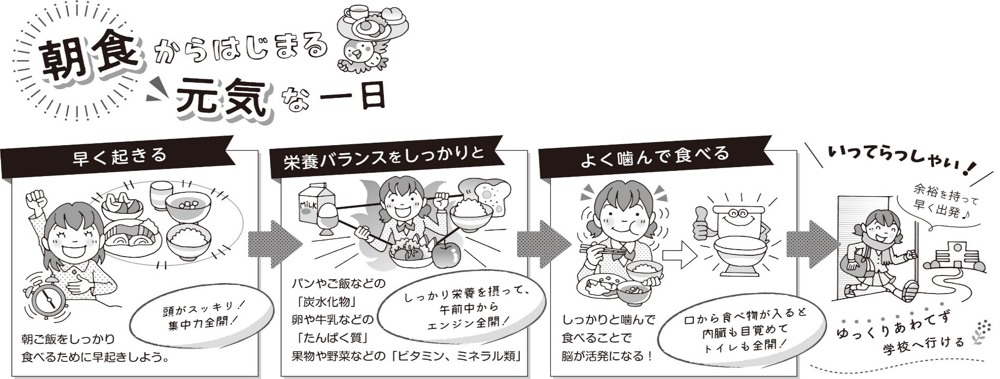 朝食からはじまる
元気な一日
早く起きる
頭がスッキリ！
集中力全開！
朝ご飯をしっかり
食べるために早起きしよう。
栄養バランスをしっかりと
MiLK
パンやご飯などの
「炭水化物」
卵や牛乳などの
「たんぱく質」
果物や野菜などの「ビタミン、ミネラル類」
しっかり栄養を摂って、
午前中から
エンジン全開！
よく噛んで食べる
しっかりと噛んで
食べることで
脳が活発になる！
口から食べ物が入ると
内臓も目覚めて
トイレも全開！
いってらっしゃい！
余裕を持って
早く出発♪
ゆっくりあわてず
学校へ行ける